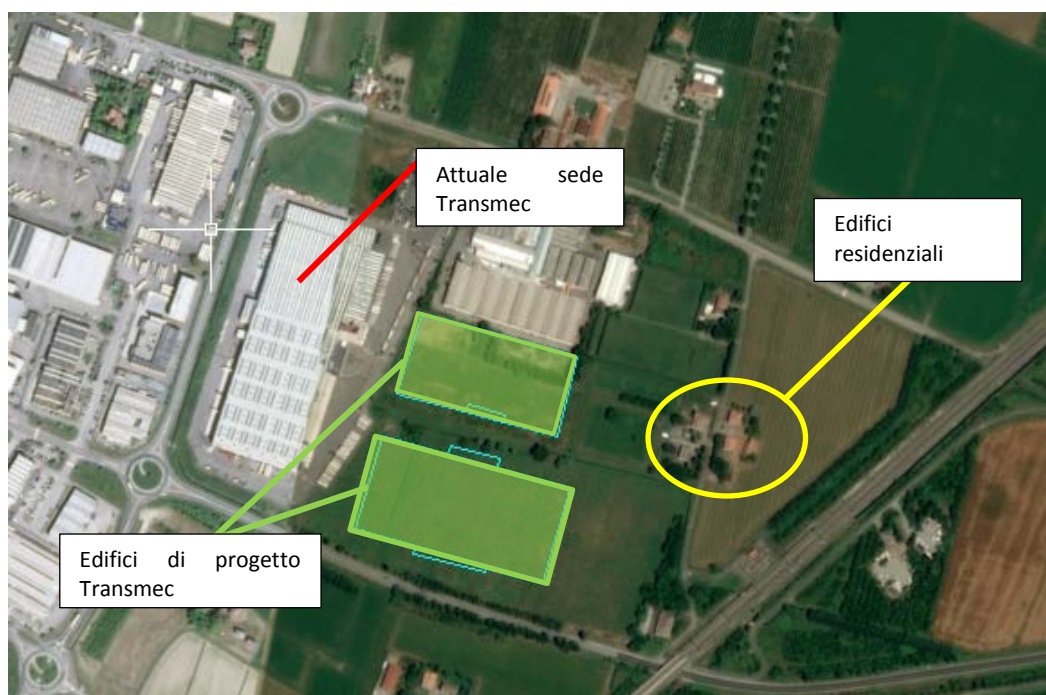 Attuale sede
Transmec
Edifici
residenziali
Edifici di progetto
Transmec